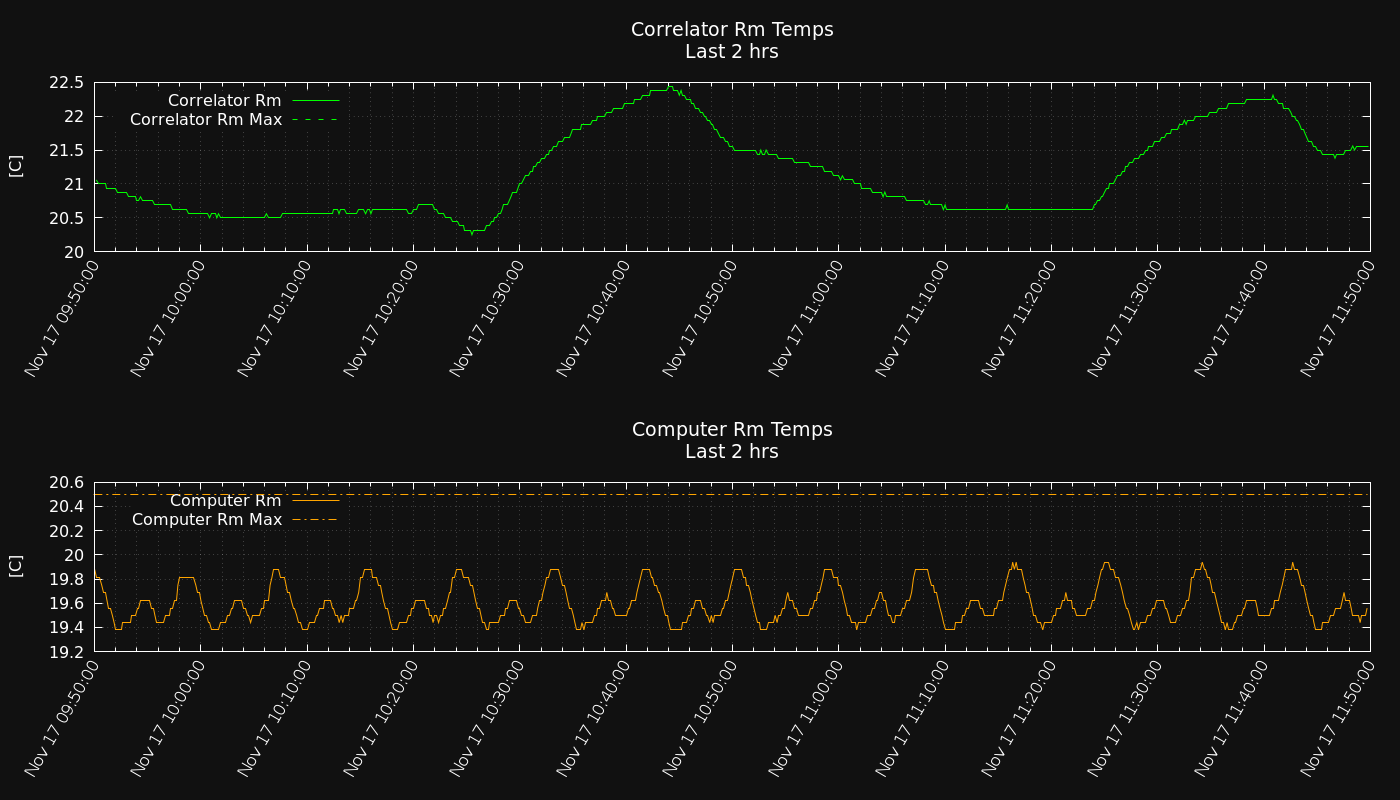 Correlator Rm Temps
Last 2 hrs
22.5
22
21.5
21
20.5
20
[C]
Correlator Rm
Correlator Rm Max
Nov 17 09:50:00
Nov 17 10:00:00
Nov 17 10:10:00
Nov 17 10:20:00
Nov 17 10:30:00
Nov 17 10:40:00
Nov 17 10:50:00
Nov 17 11:00:00
Nov 17 11:10:00
Nov 17 11:20:00
Nov 17 11:30:00
Nov 17 11:40:00
Nov 17 11:50:00
Computer Rm Temps
Last 2 hrs
20.6
20.4
20.2
20
19.8
19.6
19.4
19.2
[C]
Computer Rm
Computer Rm Max
Nov 17 09:50:00
Nov 17 10:00:00
Nov 17 10:10:00
Nov 17 10:20:00
Nov 17 10:30:00
Nov 17 10:40:00
Nov 17 10:50:00
Nov 17 11:00:00
Nov 17 11:10:00
Nov 17 11:20:00
Nov 17 11:30:00
Nov 17 11:40:00
Nov 17 11:50:00